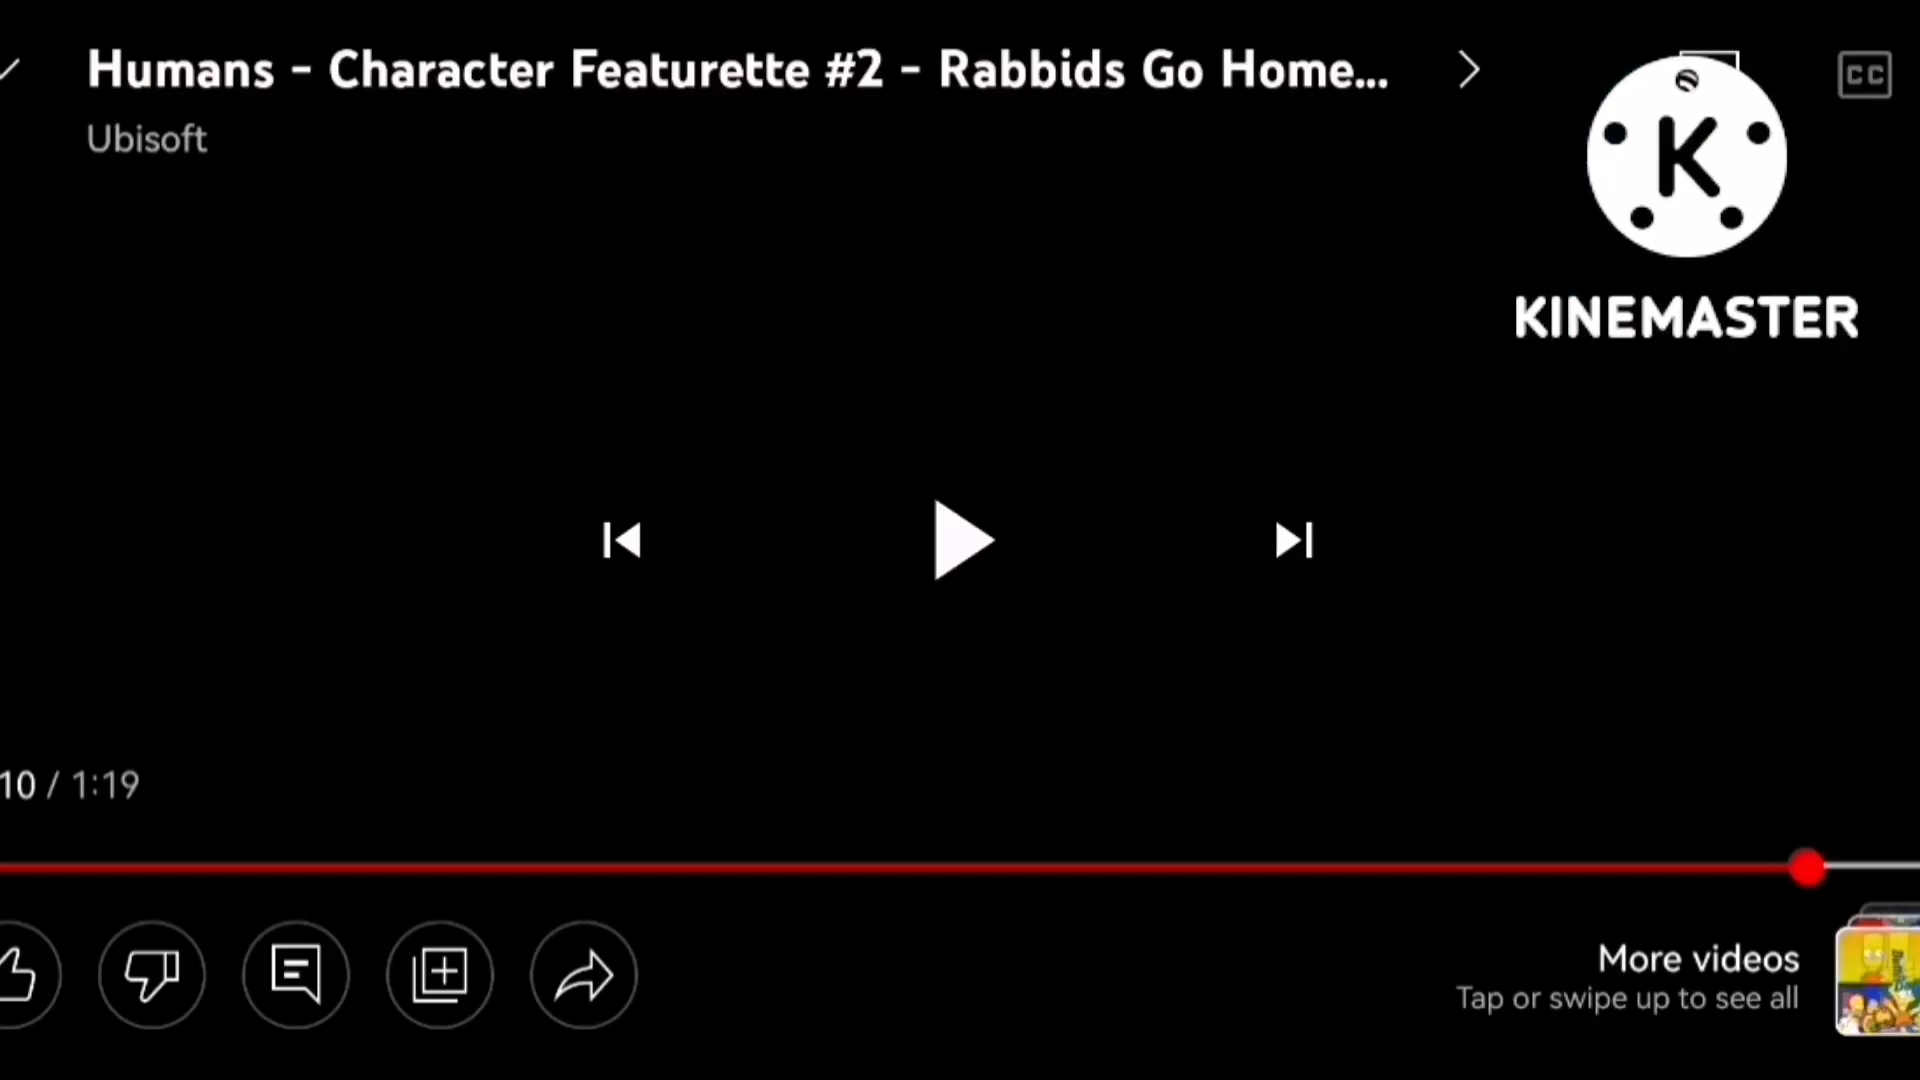 Humans - Character Featurette #2 - Rabbids Go Home...
Ubisoft
CC
K
KINEMASTER
10 / 1:19
More videos
Tap or swipe up to see all